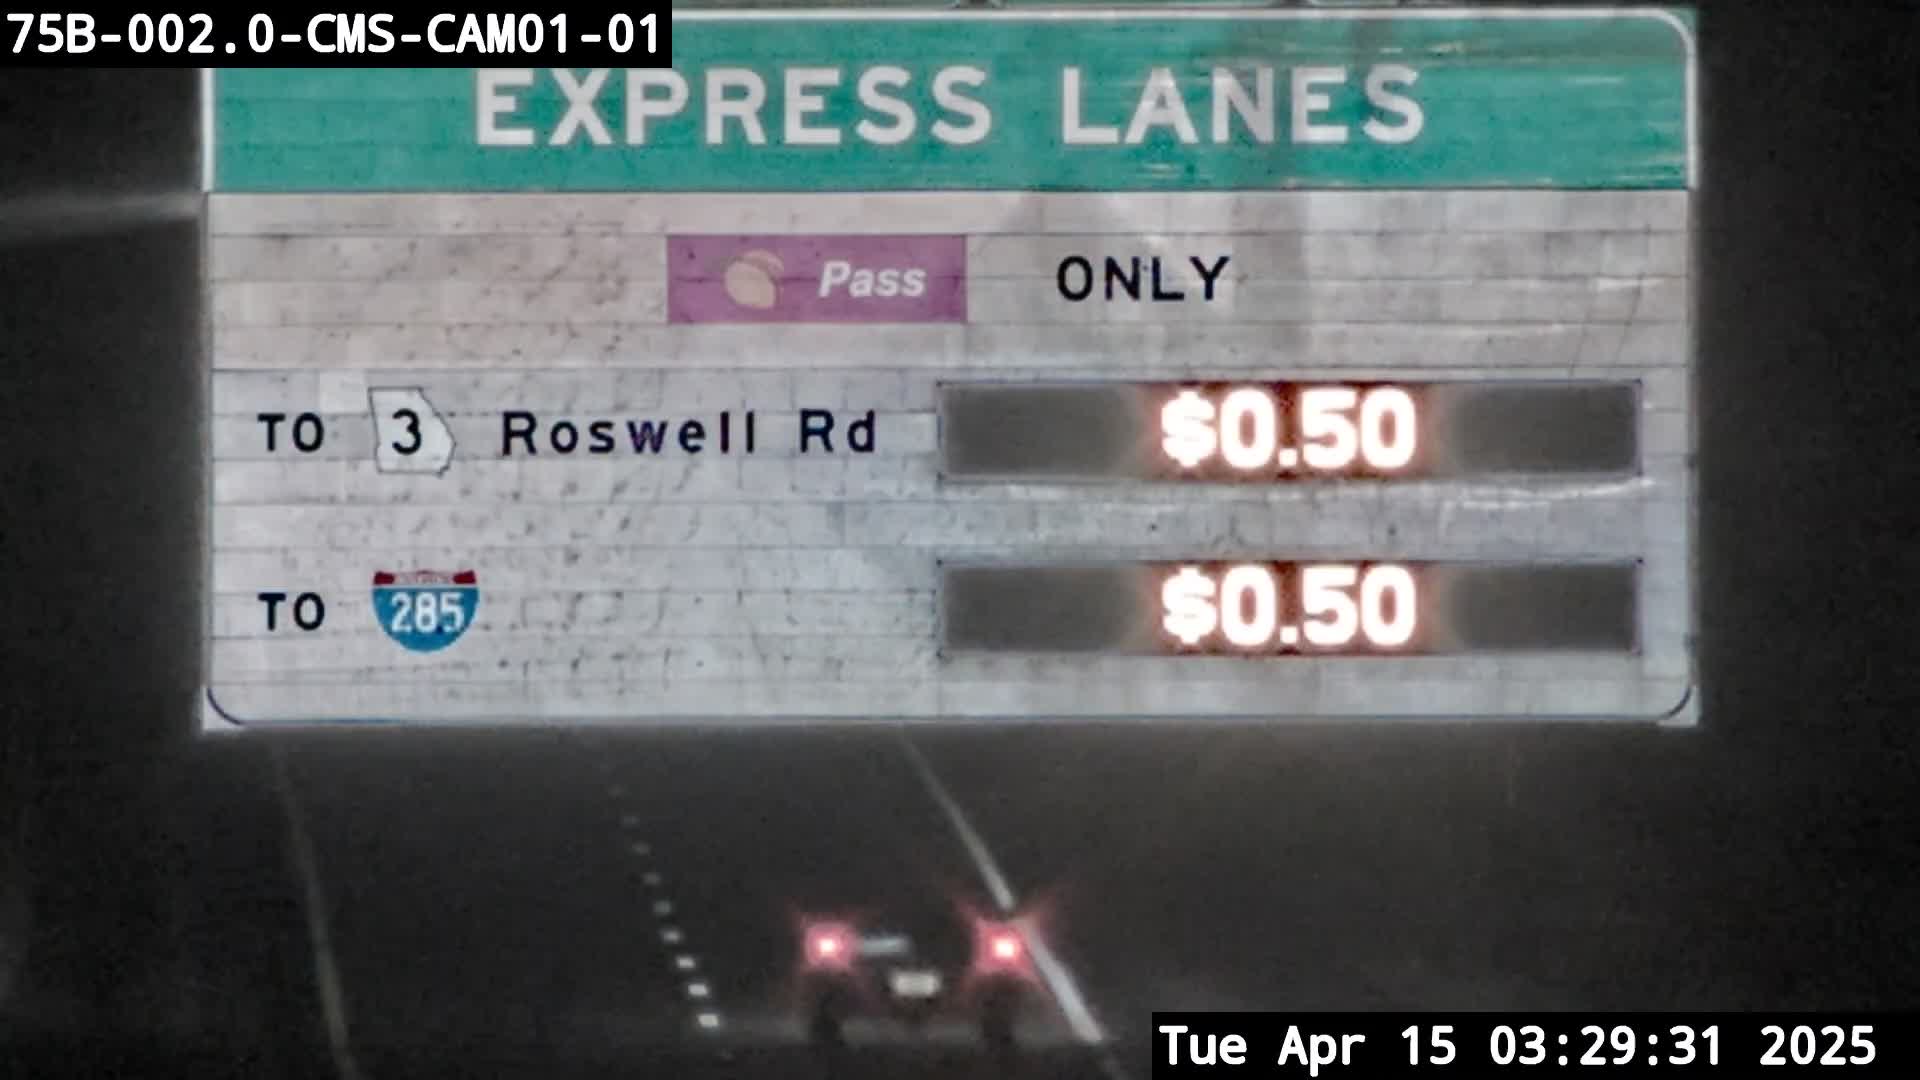 75B-002.0-CMS-CAM01-01
EXPRESS LANES
Pass ONLY
TO 3 Roswell Rd $0.50
TO 285 $0.50
Tue Apr 15 03:29:31 2025